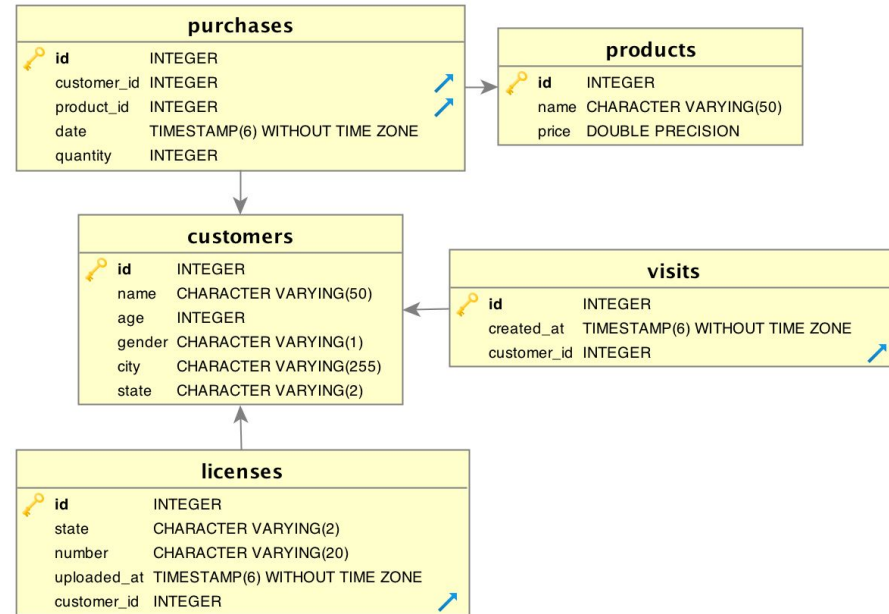 purchases
id INTEGER
customer_id INTEGER
product_id INTEGER
date TIMESTAMP(6) WITHOUT TIME ZONE
quantity INTEGER
products
id INTEGER
name CHARACTER VARYING(50)
price DOUBLE PRECISION
customers
id INTEGER
name CHARACTER VARYING(50)
age INTEGER
gender CHARACTER VARYING(1)
city CHARACTER VARYING(255)
state CHARACTER VARYING(2)
visits
id INTEGER
created_at TIMESTAMP(6) WITHOUT TIME ZONE
customer_id INTEGER
licenses
id INTEGER
state CHARACTER VARYING(2)
number CHARACTER VARYING(20)
uploaded_at TIMESTAMP(6) WITHOUT TIME ZONE
customer_id INTEGER